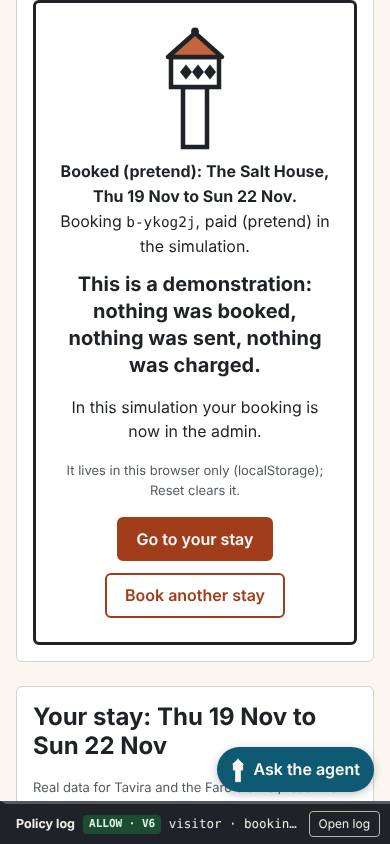 Booked (pretend): The Salt House,
Thu 19 Nov to Sun 22 Nov.
Booking b-ykog2j, paid (pretend) in
the simulation.
This is a demonstration:
nothing was booked,
nothing was sent, nothing
was charged.
In this simulation your booking is
now in the admin.
It lives in this browser only (localStorage);
Reset clears it.
Go to your stay
Book another stay
Your stay: Thu 19 Nov to
Sun 22 Nov
Ask the agent
Real data for Tavira and the
Policy log ALLOW · V6 visitor · bookin… Open log